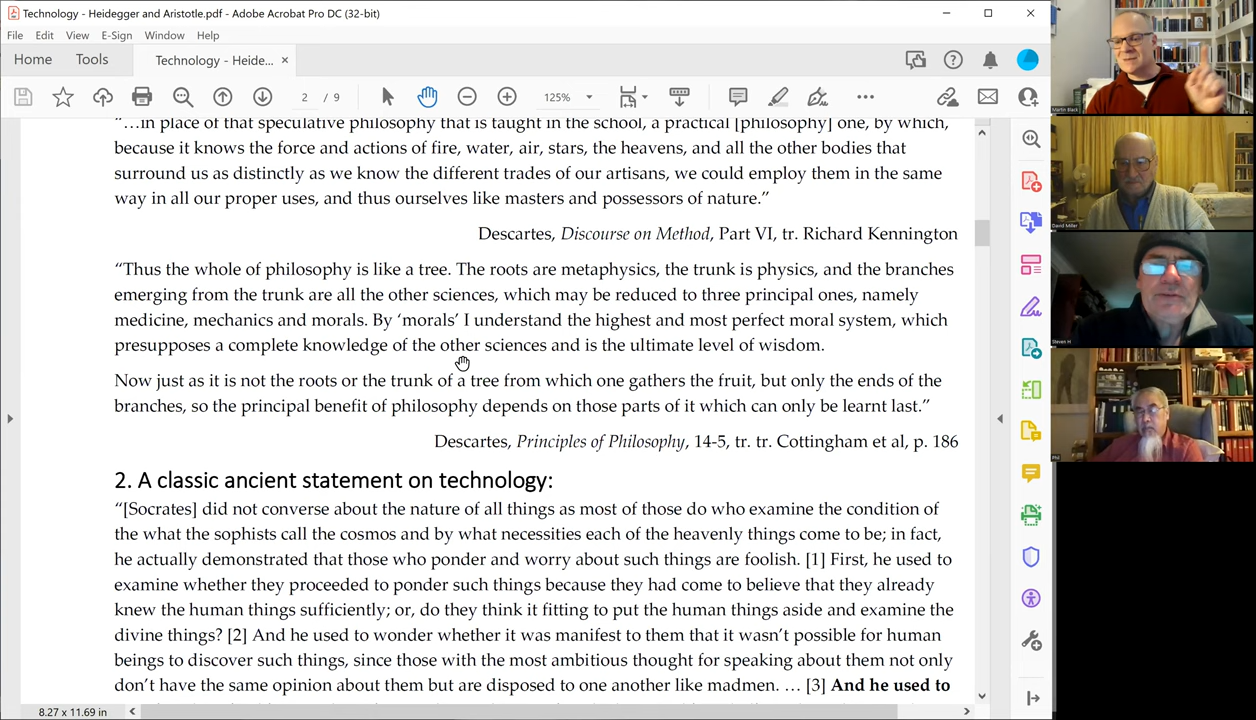 Technology - Heidegger and Aristotle.pdf - Adobe Acrobat Pro DC (32-bit)
File Edit View E-Sign Window Help
Home Tools Technology - Heide... ×
2 / 9 125%
“…in place of that speculative philosophy that is taught in the school, a practical [philosophy] one, by which,
because it knows the force and actions of fire, water, air, stars, the heavens, and all the other bodies that
surround us as distinctly as we know the different trades of our artisans, we could employ them in the same
way in all our proper uses, and thus ourselves like masters and possessors of nature.”
Descartes, Discourse on Method, Part VI, tr. Richard Kennington
“Thus the whole of philosophy is like a tree. The roots are metaphysics, the trunk is physics, and the branches
emerging from the trunk are all the other sciences, which may be reduced to three principal ones, namely
medicine, mechanics and morals. By ‘morals’ I understand the highest and most perfect moral system, which
presupposes a complete knowledge of the other sciences and is the ultimate level of wisdom.
Now just as it is not the roots or the trunk of a tree from which one gathers the fruit, but only the ends of the
branches, so the principal benefit of philosophy depends on those parts of it which can only be learnt last.”
Descartes, Principles of Philosophy, 14-5, tr. tr. Cottingham et al, p. 186
2. A classic ancient statement on technology:
“[Socrates] did not converse about the nature of all things as most of those do who examine the condition of
the what the sophists call the cosmos and by what necessities each of the heavenly things come to be; in fact,
he actually demonstrated that those who ponder and worry about such things are foolish. [1] First, he used to
examine whether they proceeded to ponder such things because they had come to believe that they already
knew the human things sufficiently; or, do they think it fitting to put the human things aside and examine the
divine things? [2] And he used to wonder whether it was manifest to them that it wasn’t possible for human
beings to discover such things, since those with the most ambitious thought for speaking about them not only
don’t have the same opinion about them but are disposed to one another like madmen. … [3] And he used to
8.27 x 11.69 in
Martin Black
David Miller
Steven H
Phil